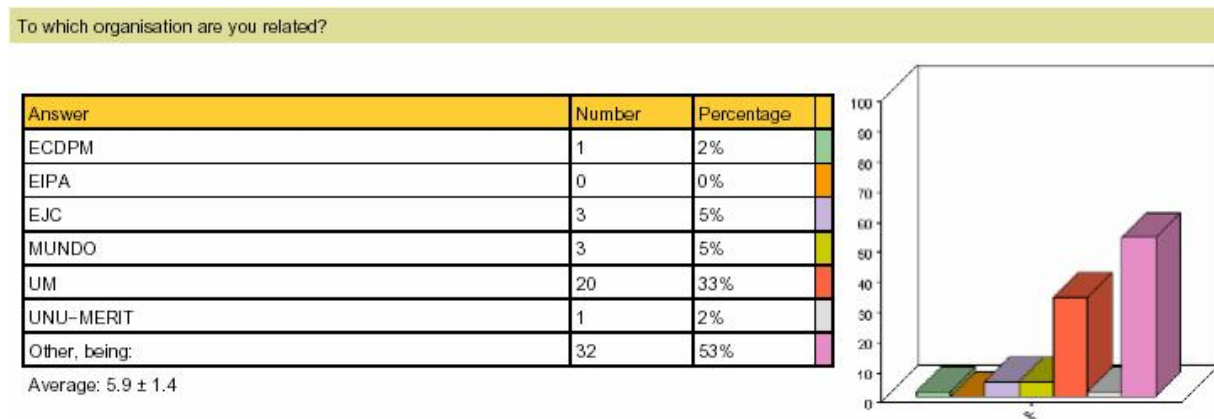 To which organisation are you related?
Answer Number Percentage
ECDPM 1 2%
EIPA 0 0%
EJC 3 5%
MUNDO 3 5%
UM 20 33%
UNU-MERIT 1 2%
Other, being: 32 53%
Average: 5.9 ± 1.4
100
90
80
70
60
50
40
30
20
10
0
%